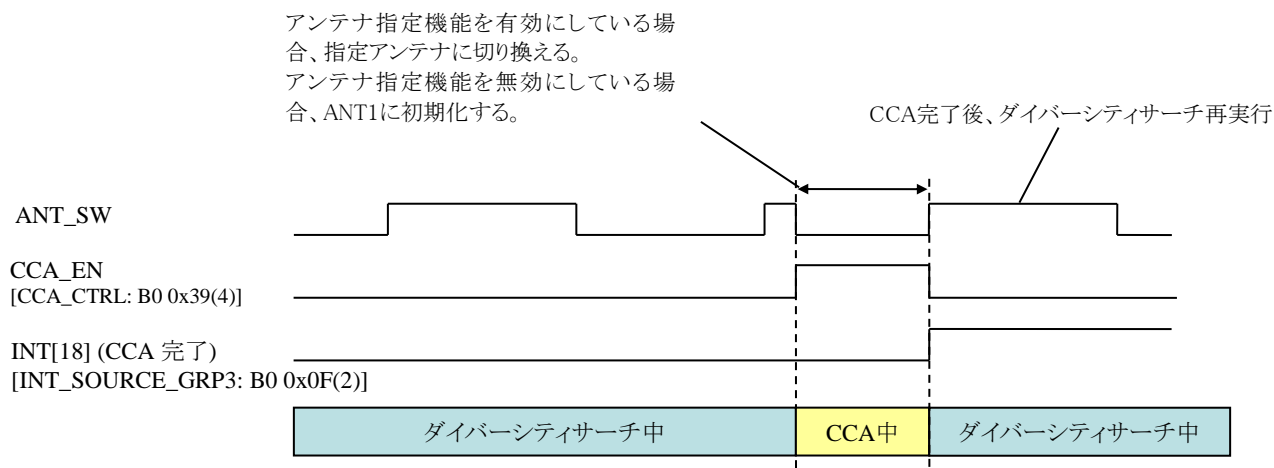 アンテナ指定機能を有効にしている場
合、指定アンテナに切り換える。
アンテナ指定機能を無効にしている場
合、ANT1に初期化する。
CCA完了後、ダイバーシティサーチ再実行
ANT_SW
CCA_EN
[CCA_CTRL: B0 0x39(4)]
INT[18] (CCA 完了)
[INT_SOURCE_GRP3: B0 0x0F(2)]
ダイバーシティサーチ中
CCA中
ダイバーシティサーチ中